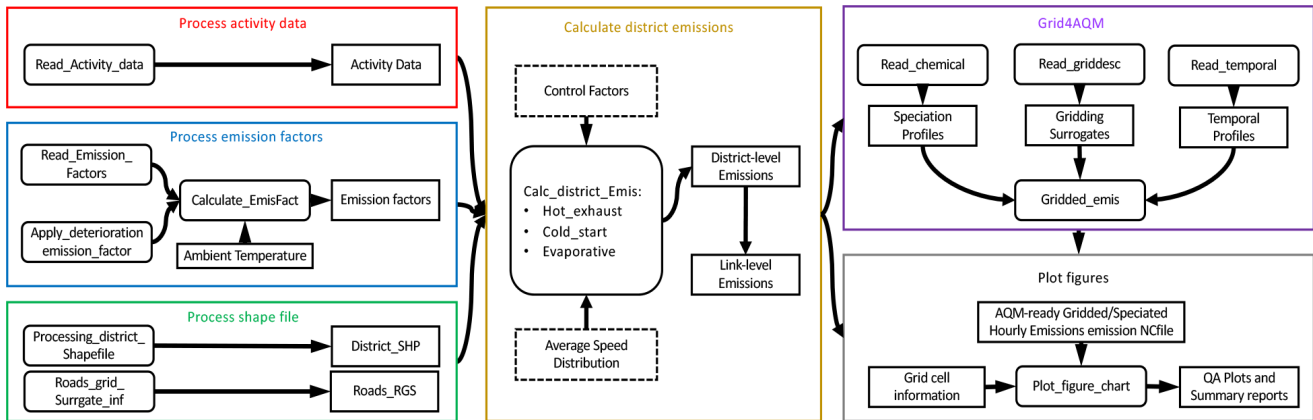 Process activity data
Read_Activity_data
Activity Data
Process emission factors
Read_Emission_
Factors
Calculate_EmisFact
Emission factors
Apply_deterioration
emission_factor
Ambient Temperature
Process shape file
Processing_district_
Shapefile
District_SHP
Roads_grid_
Surrgate_inf
Roads_RGS
Calculate district emissions
Control Factors
Calc_district_Emis:
• Hot_exhaust
• Cold_start
• Evaporative
District-level
Emissions
Link-level
Emissions
Average Speed
Distribution
Grid4AQM
Read_chemical
Read_griddesc
Read_temporal
Speciation
Profiles
Gridding
Surrogates
Temporal
Profiles
Gridded_emis
Plot figures
AQM-ready Gridded/Speciated
Hourly Emissions emission NCfile
Grid cell
information
Plot_figure_chart
QA Plots and
Summary reports